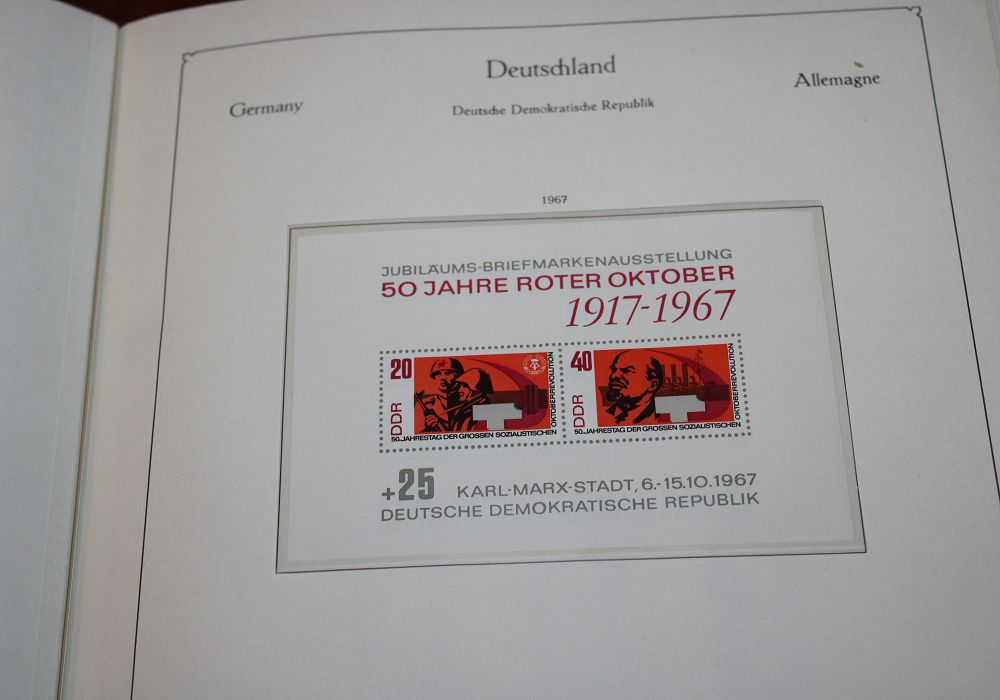 Deutschland
Germany
Allemagne
Deutsche Demokratische Republik
1967
JUBILÄUMS-BRIEFMARKENAUSSTELLUNG
50 JAHRE ROTER OKTOBER
1917-1967
20
DDR
50. JAHRESTAG DER GROSSEN SOZIALISTISCHEN
OKTOBERREVOLUTION
40
DDR
50. JAHRESTAG DER GROSSEN SOZIALISTISCHEN
OKTOBERREVOLUTION
+25 KARL-MARX-STADT, 6.-15.10.1967
DEUTSCHE DEMOKRATISCHE REPUBLIK